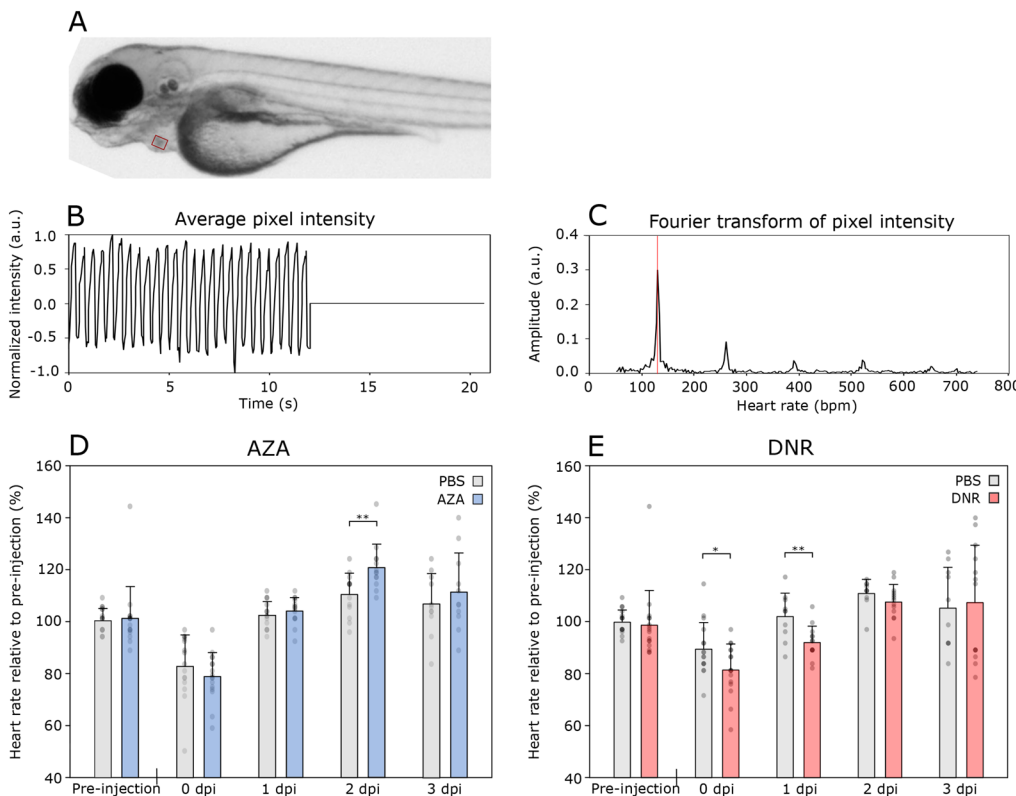 A
B
Average pixel intensity
Normalized intensity (a.u.)
1.0
0.5
0.0
-0.5
-1.0
0
5
10
15
20
Time (s)
C
Fourier transform of pixel intensity
Amplitude (a.u.)
0.4
0.3
0.2
0.1
0.0
0
100
200
300
400
500
600
700
800
Heart rate (bpm)
D
AZA
Heart rate relative to pre-injection (%)
160
140
120
100
80
60
40
PBS
AZA
**
Pre-injection
0 dpi
1 dpi
2 dpi
3 dpi
E
DNR
Heart rate relative to pre-injection (%)
160
140
120
100
80
60
40
PBS
DNR
*
**
Pre-injection
0 dpi
1 dpi
2 dpi
3 dpi